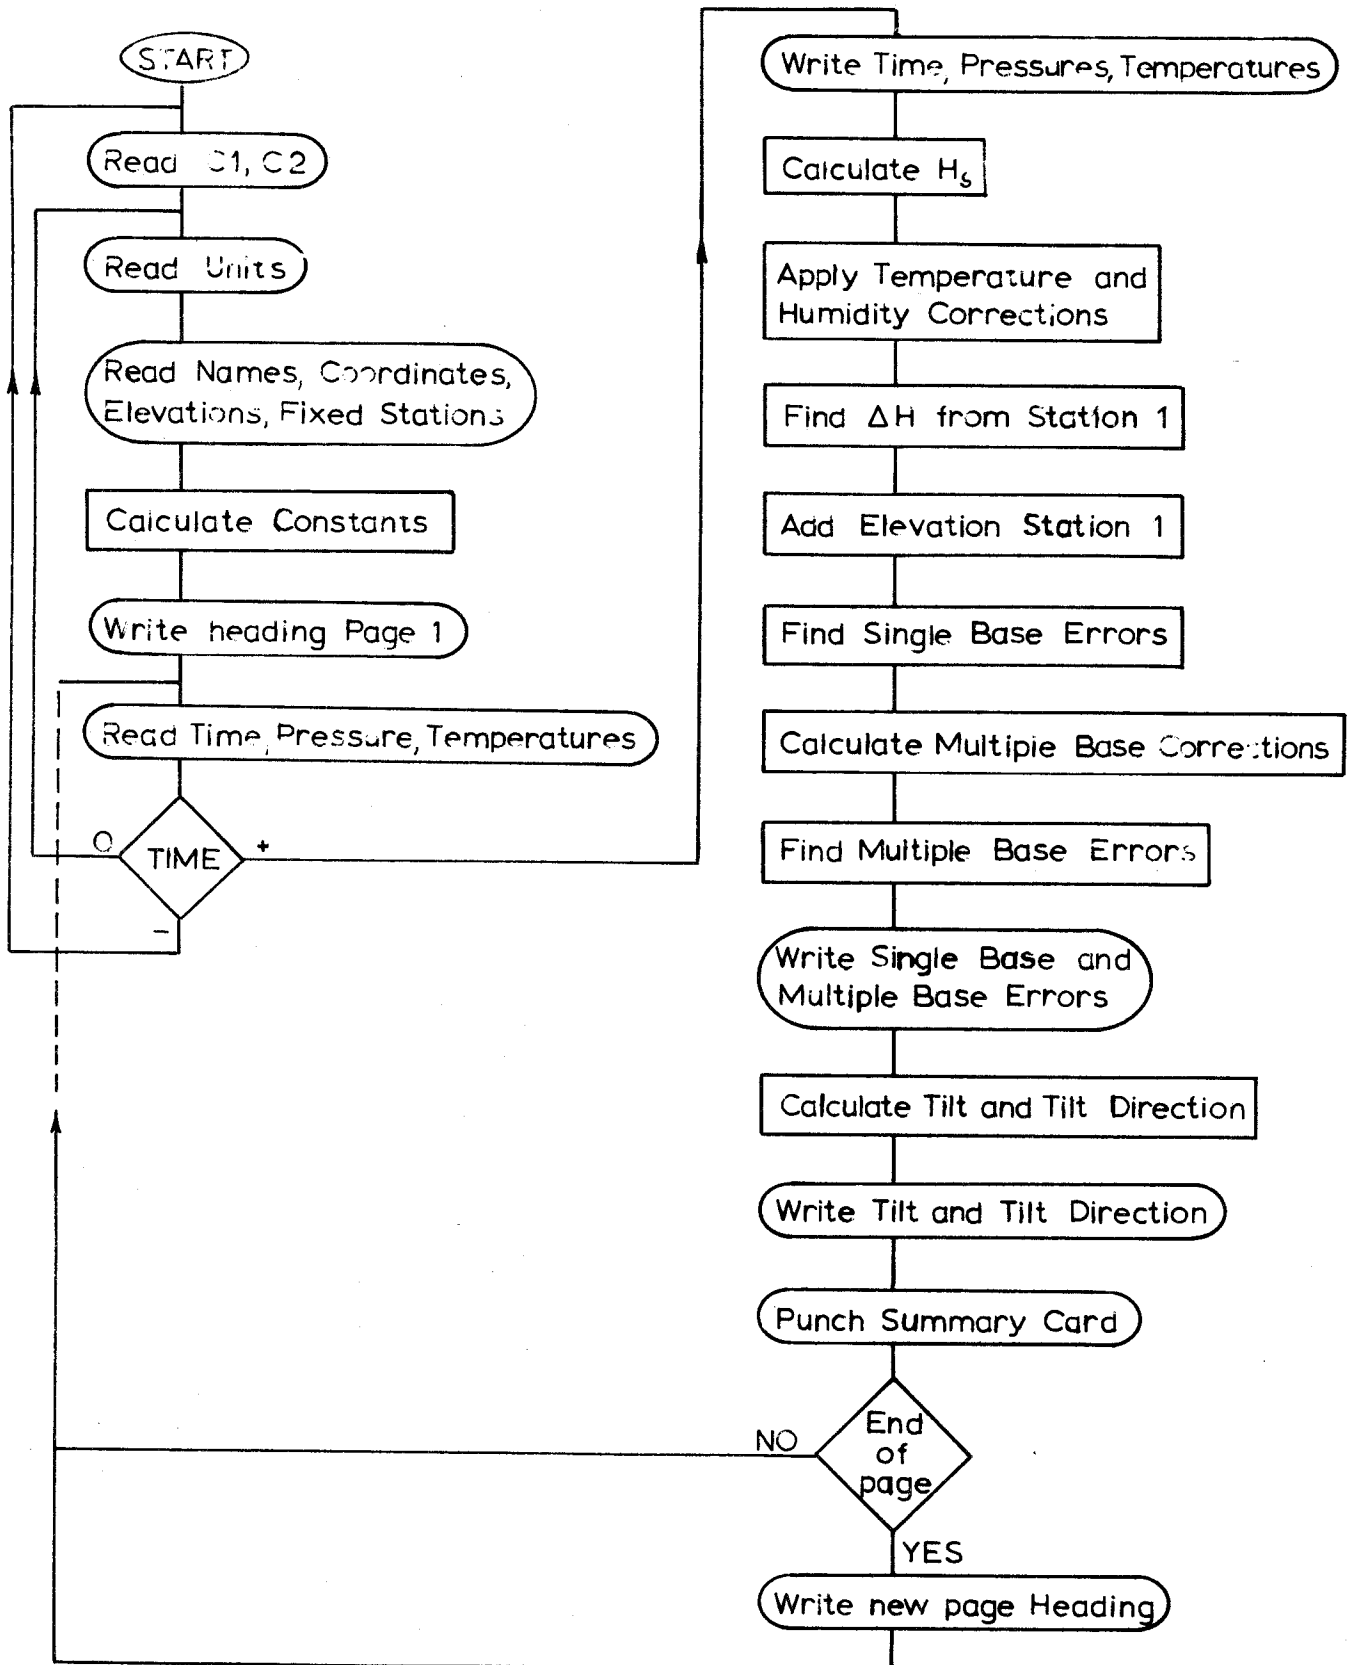 START
Read C1, C2
Read Units
Read Names, Coordinates,
Elevations, Fixed Stations
Calculate Constants
Write heading Page 1
Read Time, Pressure, Temperatures
O
TIME
+
-
Write Time, Pressures, Temperatures
Calculate Hs
Apply Temperature and
Humidity Corrections
Find ΔH from Station 1
Add Elevation Station 1
Find Single Base Errors
Calculate Multiple Base Corrections
Find Multiple Base Errors
Write Single Base and
Multiple Base Errors
Calculate Tilt and Tilt Direction
Write Tilt and Tilt Direction
Punch Summary Card
End
of
page
NO
YES
Write new page Heading